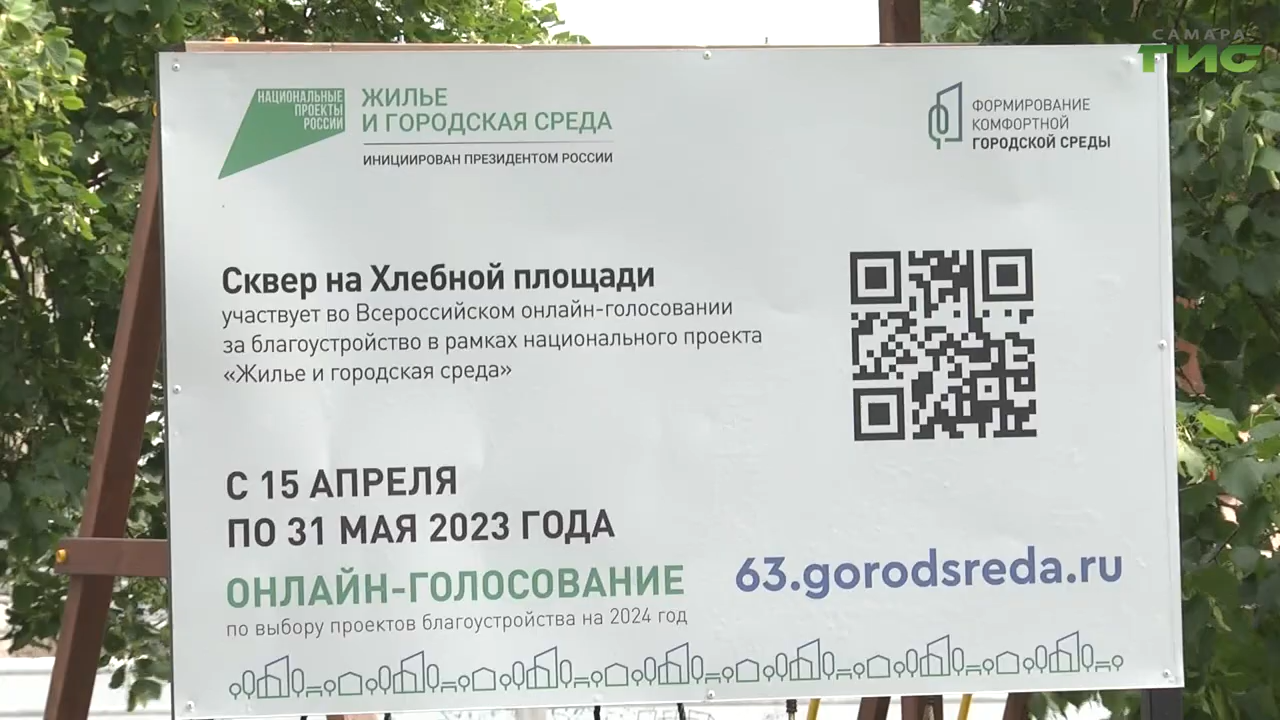 САМАРА
ГИС
НАЦИОНАЛЬНЫЕ
ПРОЕКТЫ
РОССИИ
ЖИЛЬЕ
И ГОРОДСКАЯ СРЕДА
ИНИЦИИРОВАН ПРЕЗИДЕНТОМ РОССИИ
ФОРМИРОВАНИЕ
КОМФОРТНОЙ
ГОРОДСКОЙ СРЕДЫ
Сквер на Хлебной площади
участвует во Всероссийском онлайн-голосовании
за благоустройство в рамках национального проекта
«Жилье и городская среда»
С 15 АПРЕЛЯ
ПО 31 МАЯ 2023 ГОДА
ОНЛАЙН-ГОЛОСОВАНИЕ
по выбору проектов благоустройства на 2024 год
63.gorodsreda.ru